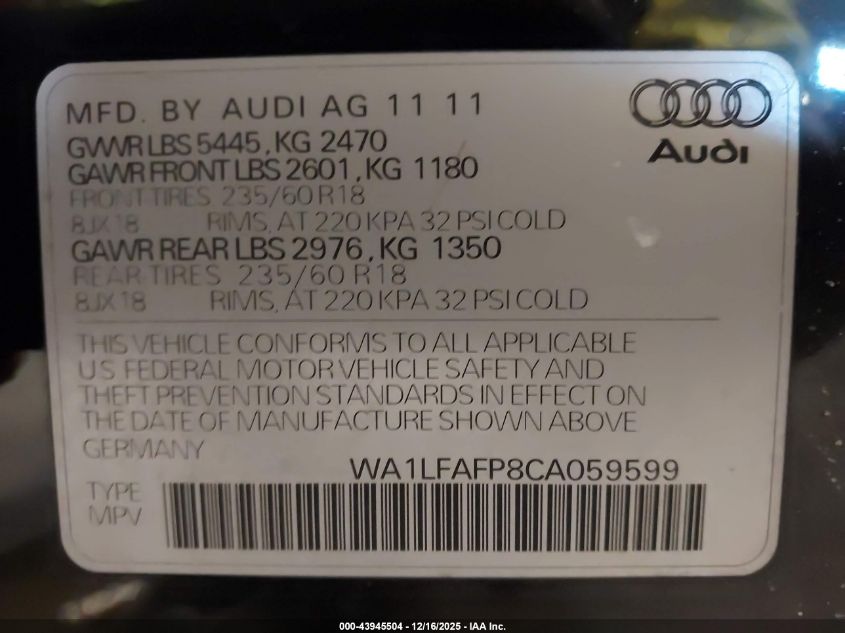 MFD. BY AUDI AG 11 11
GVWR LBS 5445, KG 2470
GAWR FRONT LBS 2601, KG 1180
FRONT TIRES 235/60 R18
8JX18 RIMS, AT 220 KPA 32 PSI COLD
GAWR REAR LBS 2976, KG 1350
REAR TIRES 235/60 R18
8JX18 RIMS, AT 220 KPA 32 PSI COLD
Audi
THIS VEHICLE CONFORMS TO ALL APPLICABLE
US FEDERAL MOTOR VEHICLE SAFETY AND
THEFT PREVENTION STANDARDS IN EFFECT ON
THE DATE OF MANUFACTURE SHOWN ABOVE
GERMANY
WA1LFAFP8CA059599
TYPE
MPV
000-43945504 - 12/16/2025 - IAA Inc.